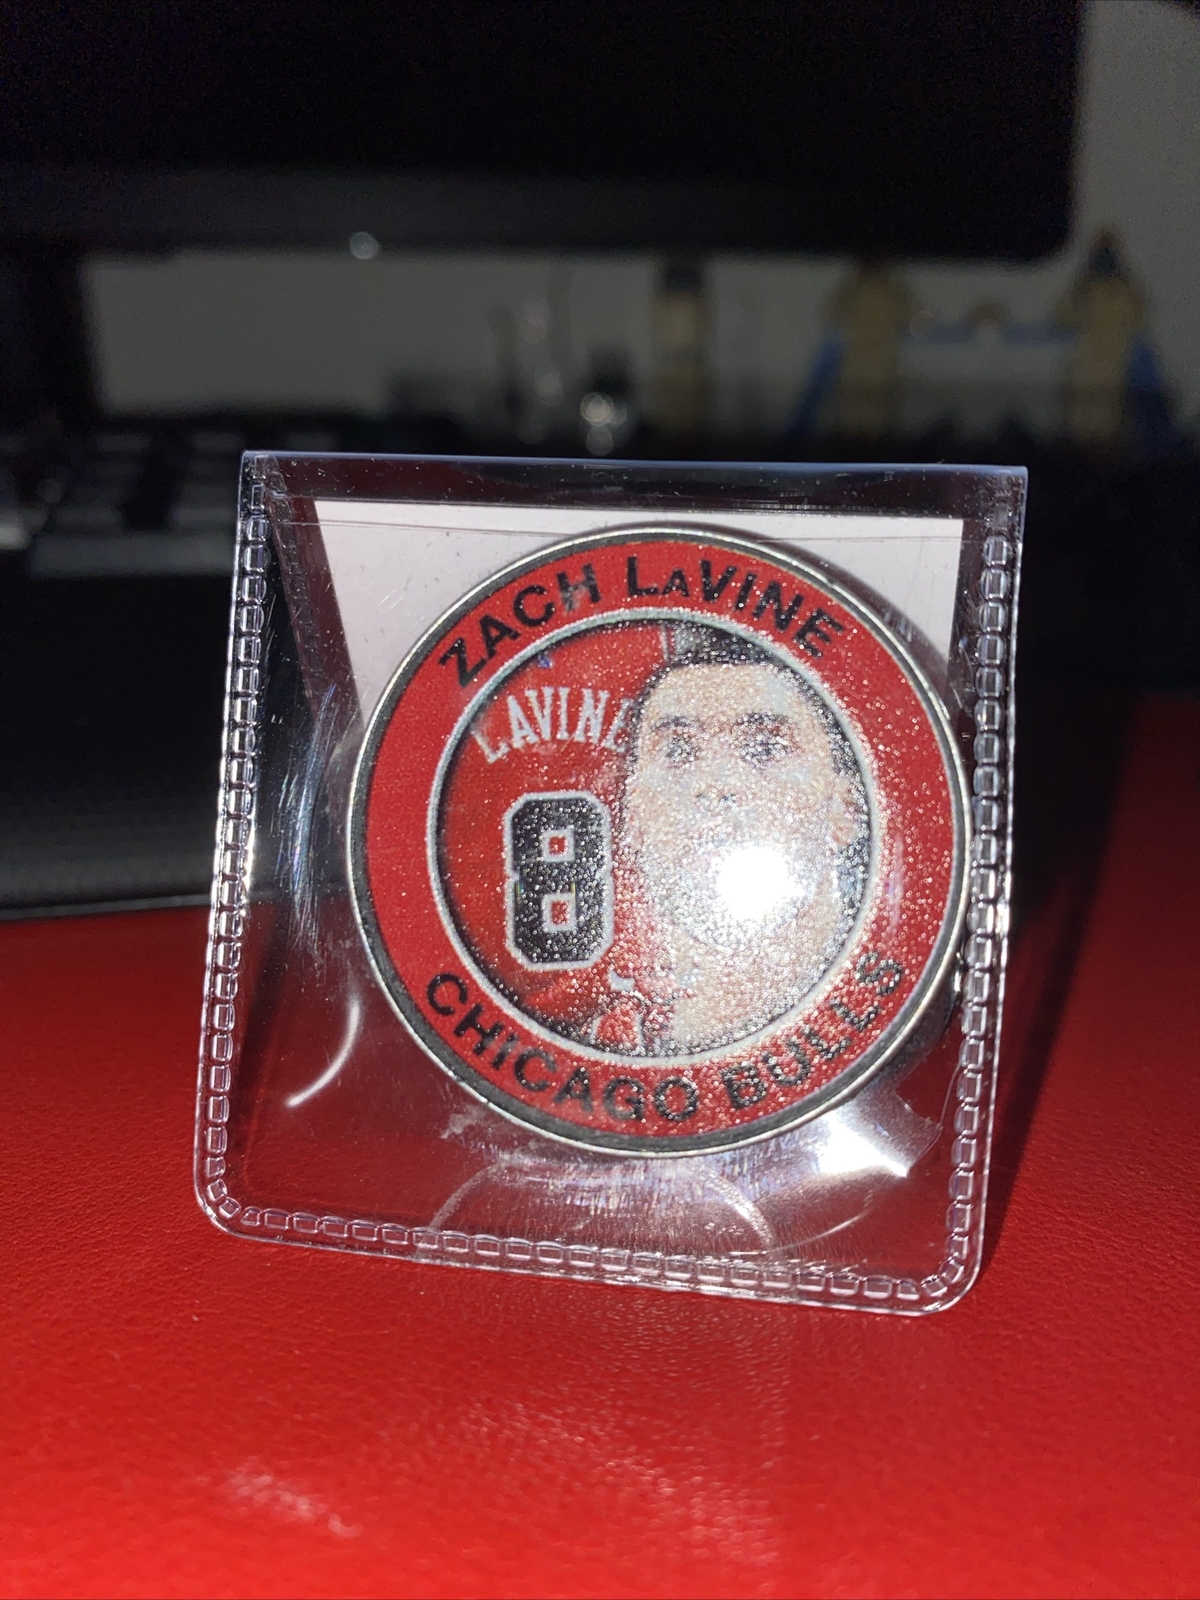 ZACH LaVINE
LAVINE
8
CHICAGO BULLS